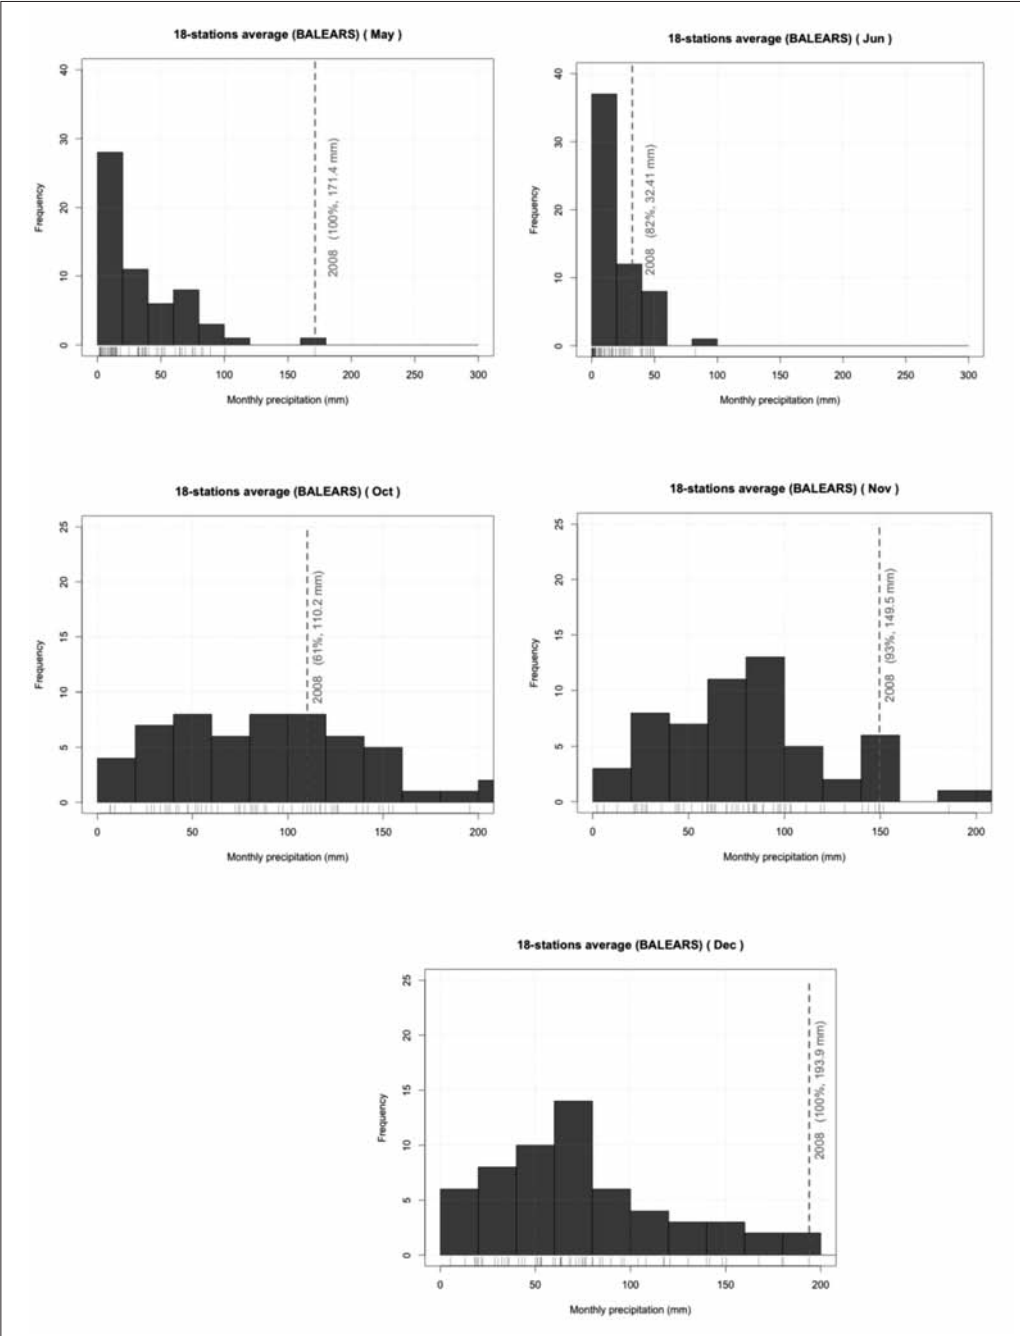 18-stations average (BALEARS) ( May )
Frequency
40
30
20
10
0
2008 (100%, 171.4 mm)
0 50 100 150 200 250 300
Monthly precipitation (mm)
18-stations average (BALEARS) ( Jun )
Frequency
40
30
20
10
0
2008 (82%, 32.41 mm)
0 50 100 150 200 250 300
Monthly precipitation (mm)
18-stations average (BALEARS) ( Oct )
Frequency
25
20
15
10
5
0
2008 (61%, 110.2 mm)
0 50 100 150 200
Monthly precipitation (mm)
18-stations average (BALEARS) ( Nov )
Frequency
25
20
15
10
5
0
2008 (93%, 149.5 mm)
0 50 100 150 200
Monthly precipitation (mm)
18-stations average (BALEARS) ( Dec )
Frequency
25
20
15
10
5
0
2008 (100%, 193.9 mm)
0 50 100 150 200
Monthly precipitation (mm)